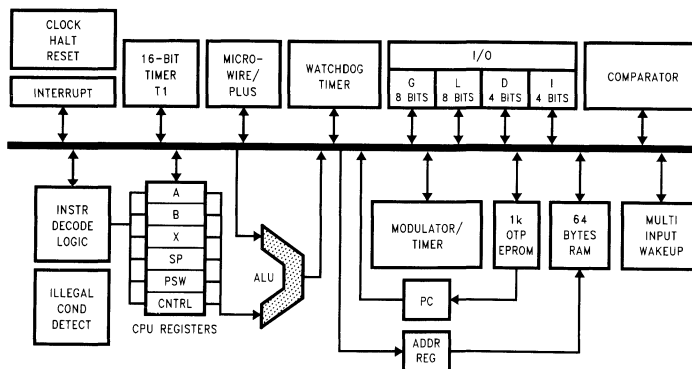 CLOCK
HALT
RESET
INTERRUPT
16-BIT
TIMER
T1
MICRO-
WIRE/
PLUS
WATCHDOG
TIMER
I/O
G L D I
8 BITS 8 BITS 4 BITS 4 BITS
COMPARATOR
INSTR
DECODE
LOGIC
ILLEGAL
COND
DETECT
A
B
X
SP
PSW
CNTRL
CPU REGISTERS
ALU
MODULATOR/
TIMER
1k
OTP
EPROM
64
BYTES
RAM
MULTI
INPUT
WAKEUP
PC
ADDR
REG